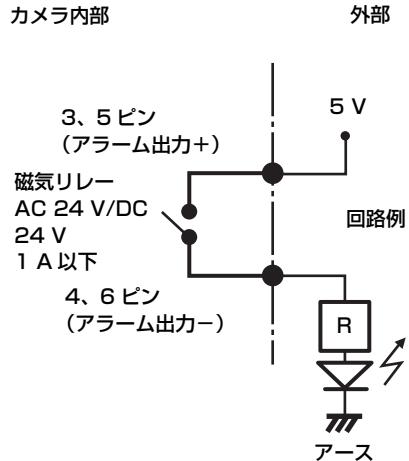 カメラ内部
外部
3、5 ピン
（アラーム出力＋）
5 V
磁気リレー
AC 24 V/DC
24 V
1 A 以下
回路例
4、6 ピン
（アラーム出力－）
R
アース